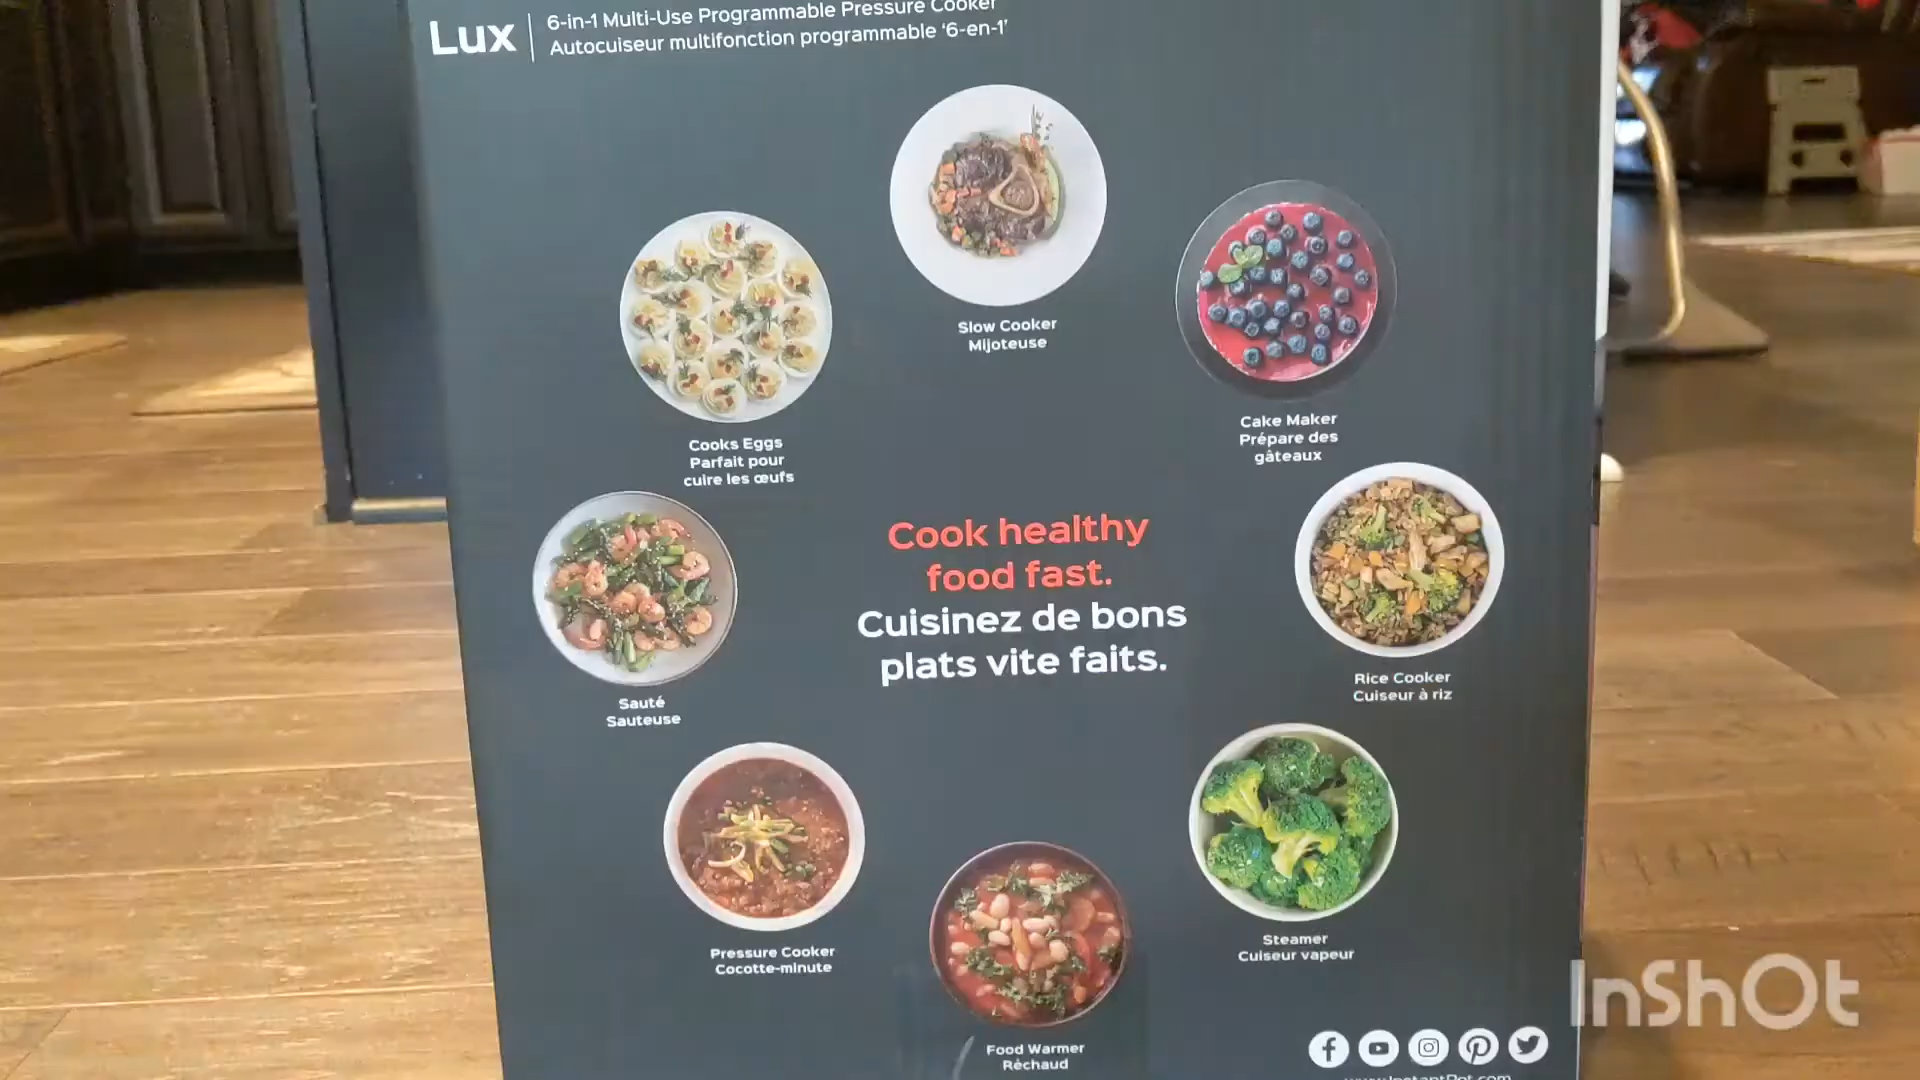 Lux
6-in-1 Multi-Use Programmable Pressure Cooker
Autocuiseur multifonction programmable ‘6-en-1’
Slow Cooker
Mijoteuse
Cooks Eggs
Parfait pour
cuire les œufs
Cake Maker
Prépare des
gâteaux
Cook healthy
food fast.
Cuisinez de bons
plats vite faits.
Sauté
Sauteuse
Rice Cooker
Cuiseur à riz
Pressure Cooker
Cocotte-minute
Steamer
Cuiseur vapeur
Food Warmer
Réchaud
www.InstantPot.com
InShOt